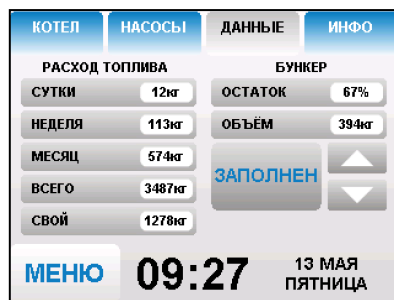 КОТЕЛ НАСОСЫ ДАННЫЕ ИНФО
РАСХОД ТОПЛИВА
СУТКИ 12кг
НЕДЕЛЯ 113кг
МЕСЯЦ 574кг
ВСЕГО 3487кг
СВОЙ 1278кг
БУНКЕР
ОСТАТОК 67%
ОБЪЁМ 394кг
ЗАПОЛНЕН
МЕНЮ 09:27 13 МАЯ
ПЯТНИЦА